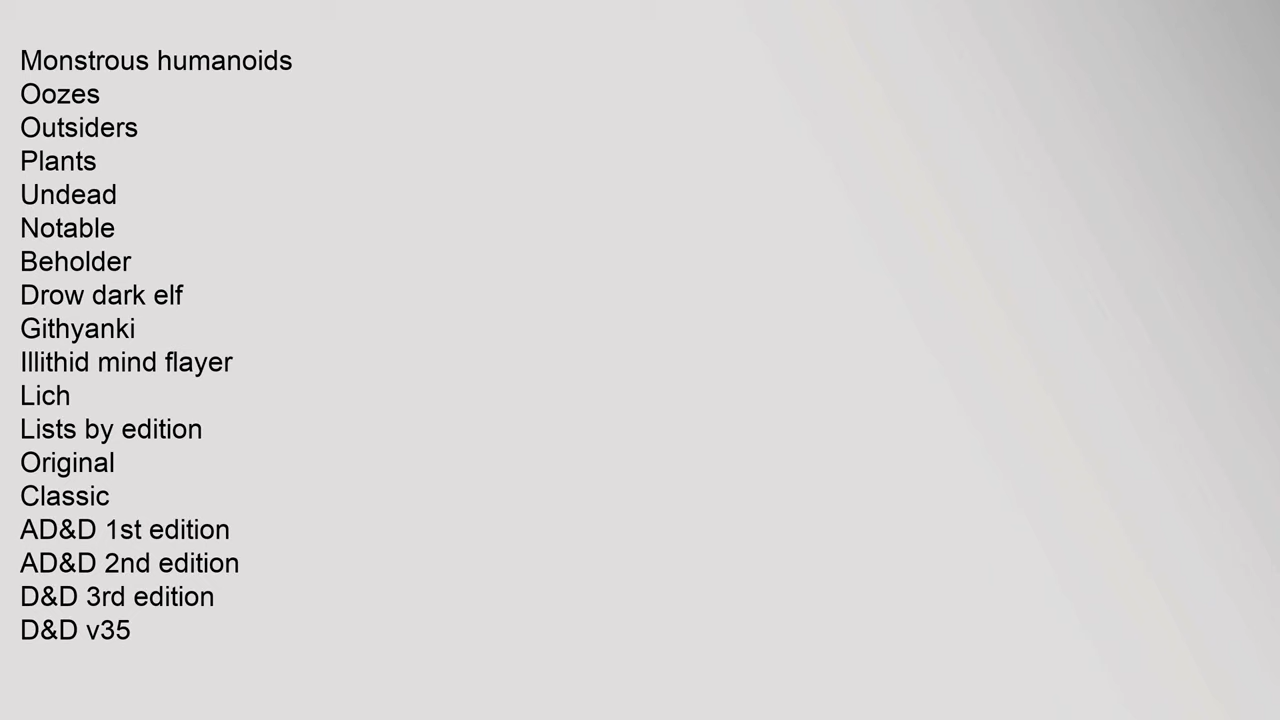 Monstrous humanoids
Oozes
Outsiders
Plants
Undead
Notable
Beholder
Drow dark elf
Githyanki
Illithid mind flayer
Lich
Lists by edition
Original
Classic
AD&D 1st edition
AD&D 2nd edition
D&D 3rd edition
D&D v35